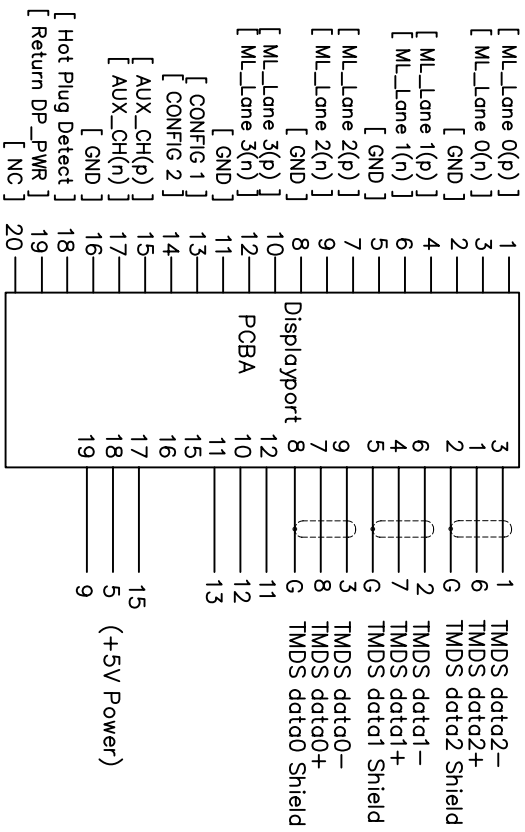 [ ML_Lane 0(p) ] 1 3 1 TMDS data2-
[ ML_Lane 0(n) ] 3 1 6 TMDS data2+
[ GND ] 2 2 G TMDS data2 Shield
[ ML_Lane 1(p) ] 4 6 2 TMDS data1-
[ ML_Lane 1(n) ] 6 4 7 TMDS data1+
[ GND ] 5 5 G TMDS data1 Shield
[ ML_Lane 2(p) ] 7 9 3 TMDS data0-
[ ML_Lane 2(n) ] 9 7 8 TMDS data0+
[ GND ] 8 Displayport 8 G TMDS data0 Shield
[ ML_Lane 3(p) ] 10 12 11
[ ML_Lane 3(n) ] 12 PCBA 10 12
[ GND ] 11 11 13
[ CONFIG 1 ] 13 15
[ CONFIG 2 ] 14 16
[ AUX_CH(p) ] 15 17 15
[ AUX_CH(n) ] 17 18 5 (+5V Power)
[ GND ] 16 19 9
[ Hot Plug Detect ] 18
[ Return DP_PWR ] 19
[ NC ] 20